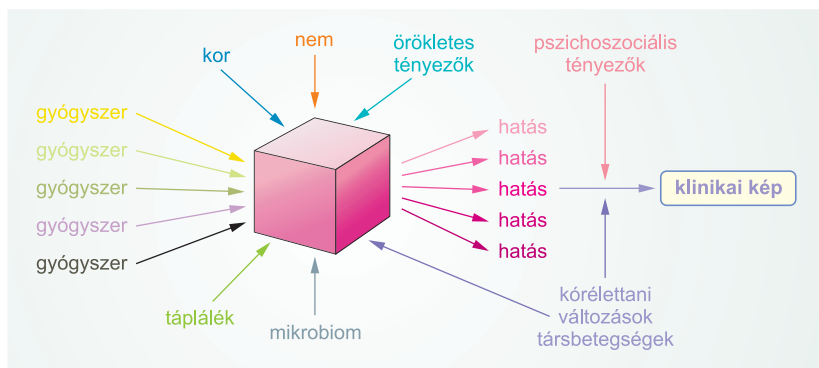 kor
nem
örökletes
tényezők
pszichoszociális
tényezők
gyógyszer
gyógyszer
gyógyszer
gyógyszer
gyógyszer
hatás
hatás
hatás
hatás
hatás
klinikai kép
táplálék
mikrobiom
kórélettani
változások
társbetegségek